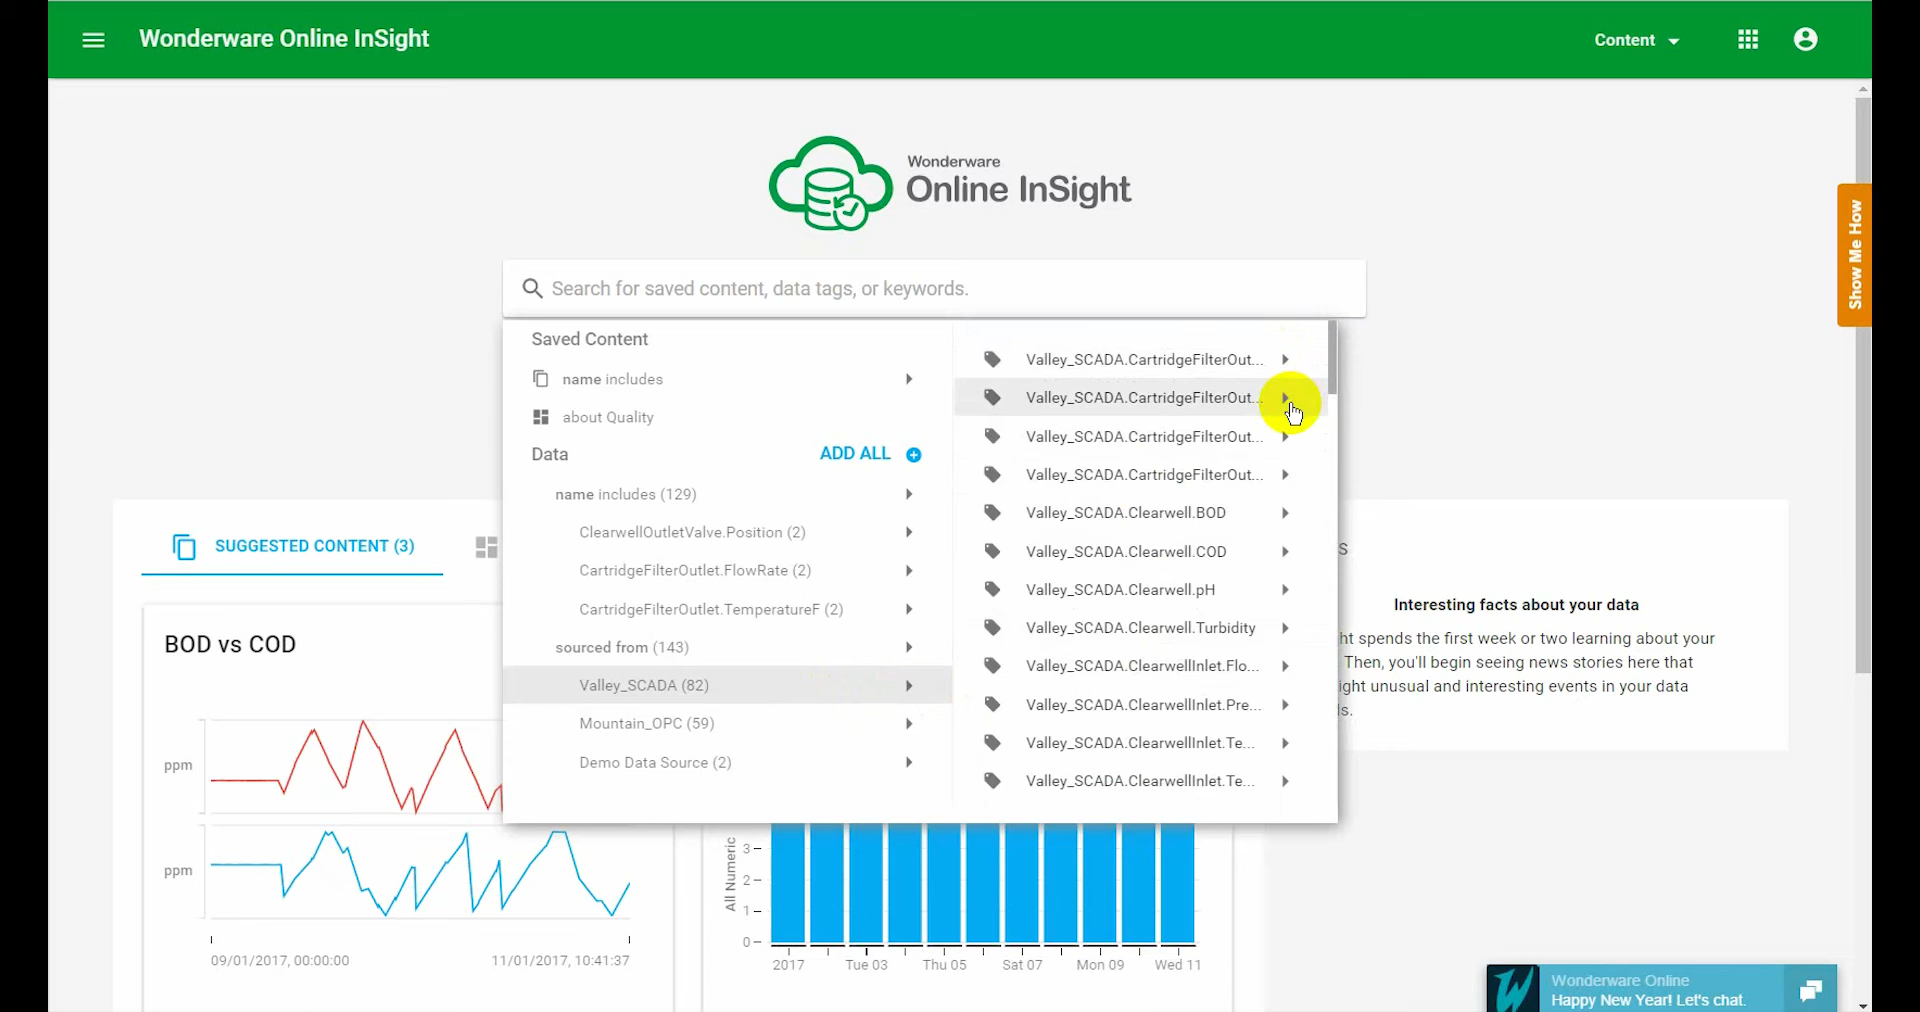 Wonderware Online InSight
Content
Wonderware
Online InSight
Show Me How
Search for saved content, data tags, or keywords.
Saved Content
name includes
about Quality
Data
ADD ALL
name includes (129)
ClearwellOutletValve.Position (2)
CartridgeFilterOutlet.FlowRate (2)
CartridgeFilterOutlet.TemperatureF (2)
sourced from (143)
Valley_SCADA (82)
Mountain_OPC (59)
Demo Data Source (2)
Valley_SCADA.CartridgeFilterOut...
Valley_SCADA.CartridgeFilterOut...
Valley_SCADA.CartridgeFilterOut...
Valley_SCADA.CartridgeFilterOut...
Valley_SCADA.Clearwell.BOD
Valley_SCADA.Clearwell.COD
Valley_SCADA.Clearwell.pH
Valley_SCADA.Clearwell.Turbidity
Valley_SCADA.ClearwellInlet.Flo...
Valley_SCADA.ClearwellInlet.Pre...
Valley_SCADA.ClearwellInlet.Te...
Valley_SCADA.ClearwellInlet.Te...
SUGGESTED CONTENT (3)
BOD vs COD
ppm
ppm
09/01/2017, 00:00:00 11/01/2017, 10:41:37
All Numeric
3
2
1
0
2017 Tue 03 Thu 05 Sat 07 Mon 09 Wed 11
S
Interesting facts about your data
ht spends the first week or two learning about your
Then, you'll begin seeing news stories here that
ight unusual and interesting events in your data
ls.
Wonderware Online
Happy New Year! Let's chat.